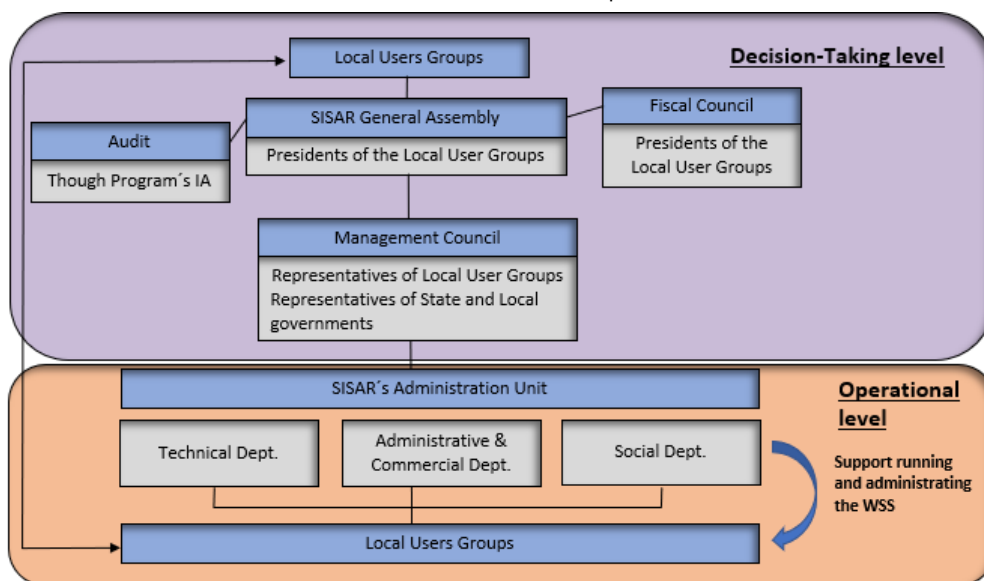 Local Users Groups
Decision-Taking level
SISAR General Assembly
Presidents of the Local User Groups
Fiscal Council
Presidents of the
Local User Groups
Audit
Though Program´s IA
Management Council
Representatives of Local User Groups
Representatives of State and Local
governments
SISAR´s Administration Unit
Operational
level
Technical Dept.
Administrative &
Commercial Dept.
Social Dept.
Support running
and administrating
the WSS
Local Users Groups